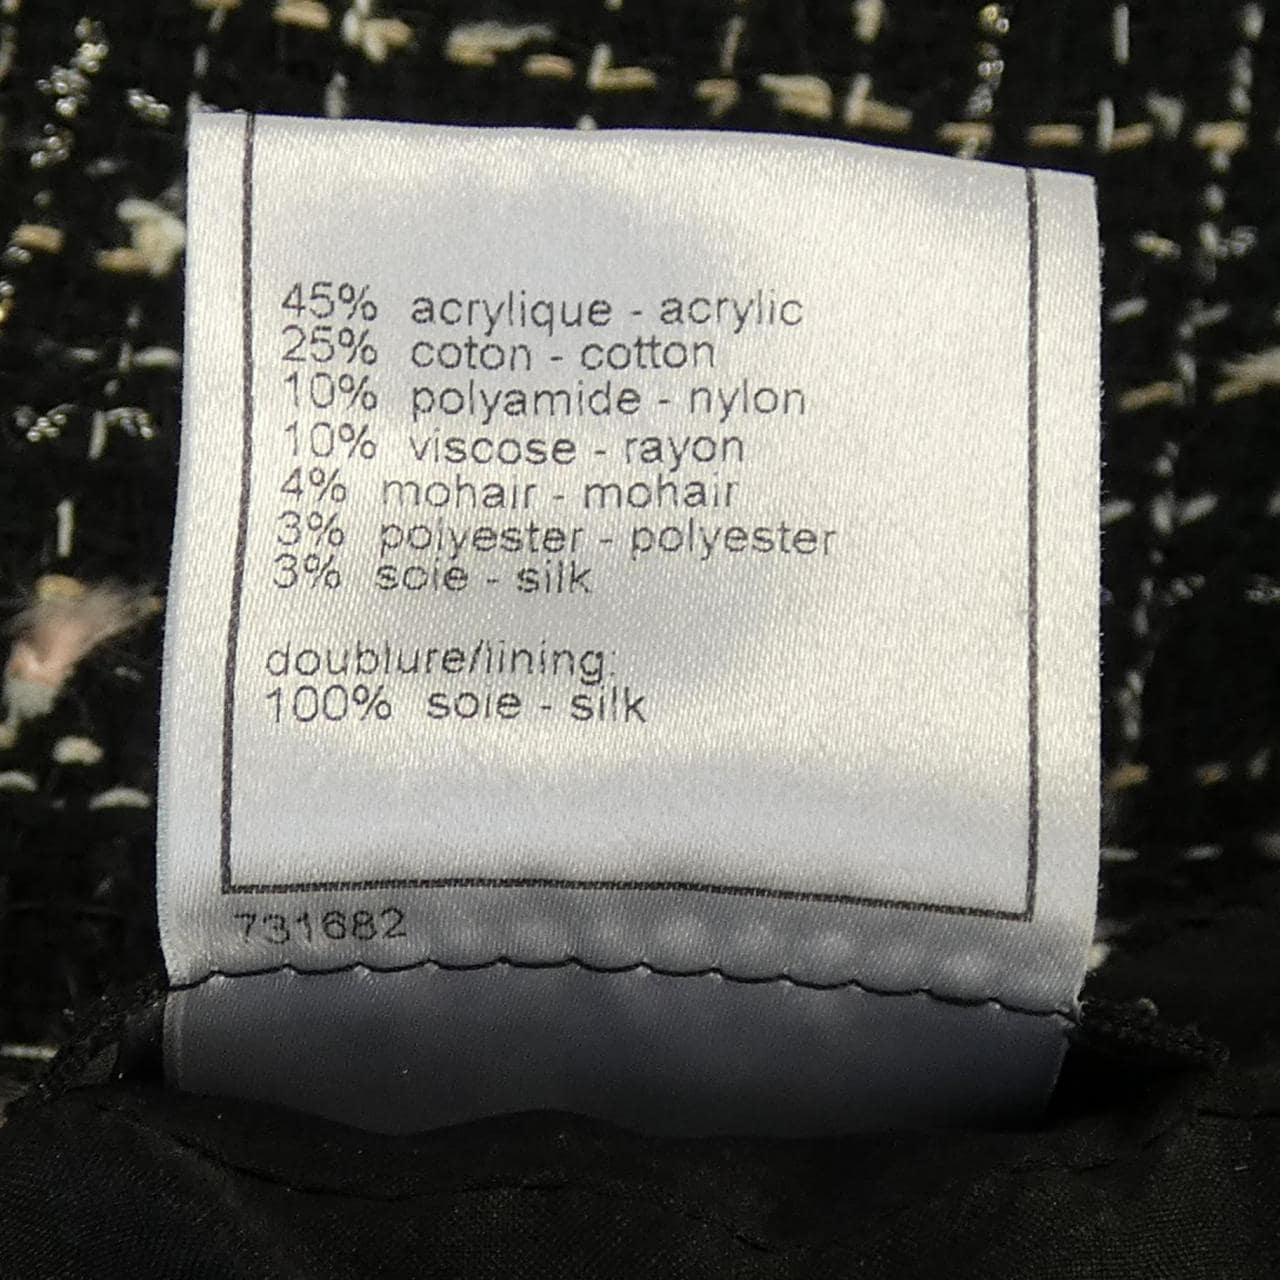 45% acrylique - acrylic
25% coton - cotton
10% polyamide - nylon
10% viscose - rayon
4% mohair - mohair
3% polyester - polyester
3% soie - silk
doublure/lining:
100% soie - silk
731682